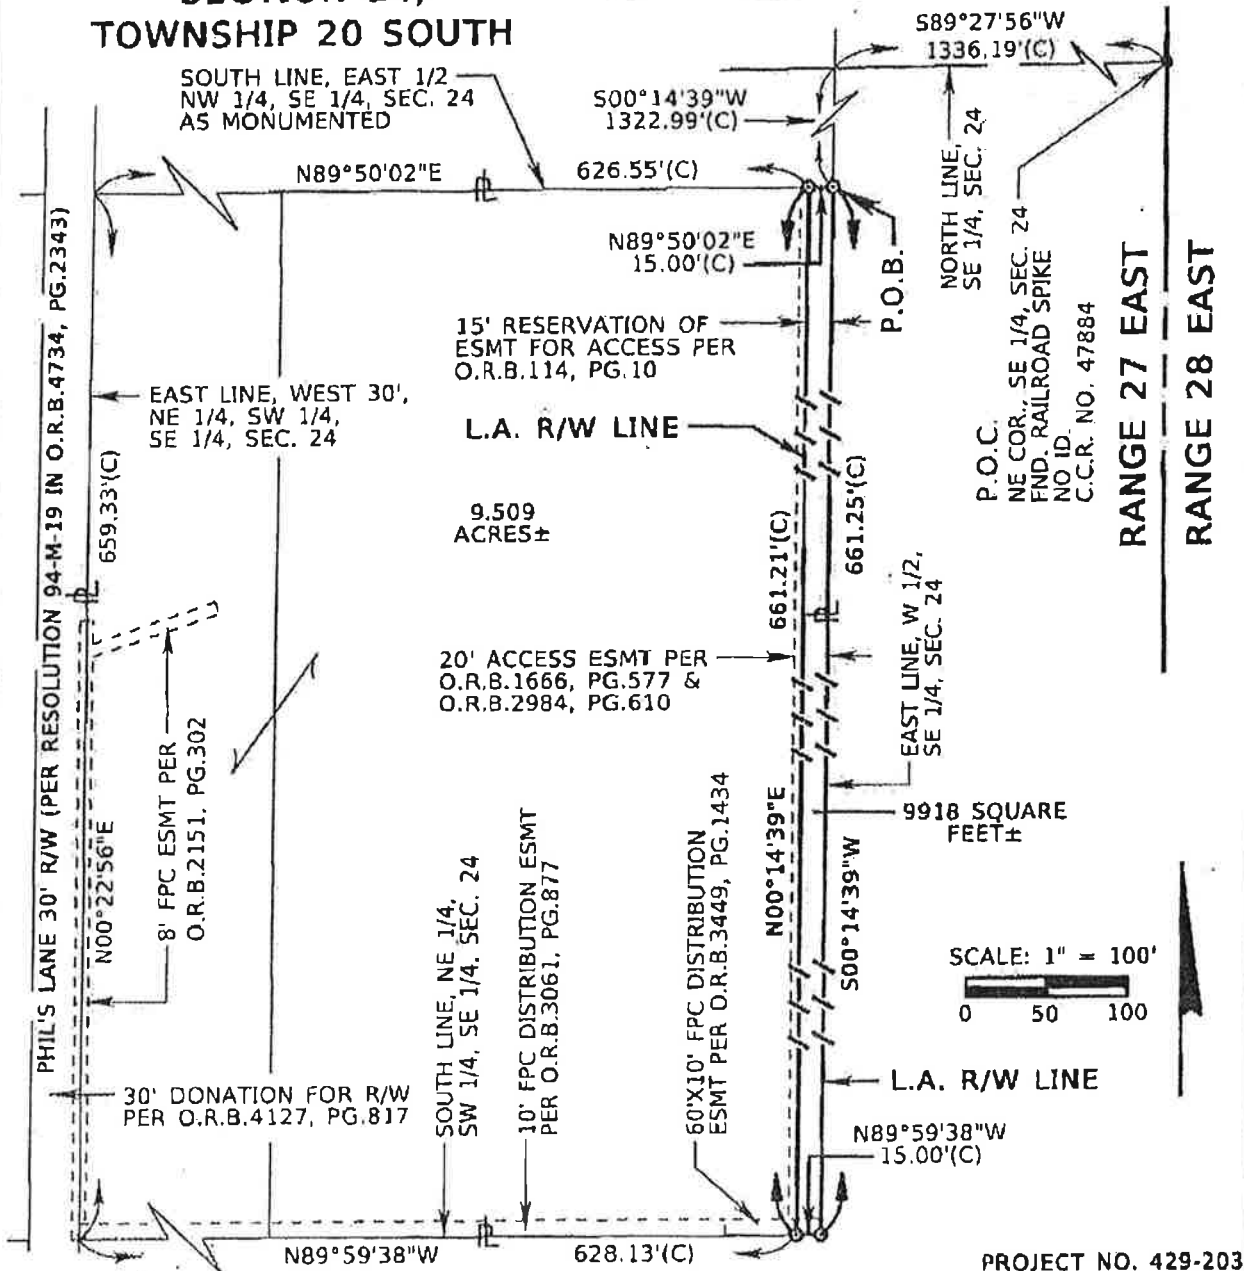 TOWNSHIP 20 SOUTH
S89°27'56"W
1336.19'(C)
SOUTH LINE, EAST 1/2
NW 1/4, SE 1/4, SEC. 24
AS MONUMENTED
S00°14'39"W
1322.99'(C)
N89°50'02"E
626.55'(C)
N89°50'02"E
15.00'(C)
P.O.B.
NORTH LINE,
SE 1/4, SEC. 24
P.O.C.
NE COR., SE 1/4, SEC. 24
FND. RAILROAD SPIKE
NO ID.
C.C.R. NO. 47884
RANGE 27 EAST
RANGE 28 EAST
15' RESERVATION OF
ESMT FOR ACCESS PER
O.R.B.114, PG.10
PHIL'S LANE 30' R/W (PER RESOLUTION 94-M-19 IN O.R.B.4734, PG.2343)
EAST LINE, WEST 30',
NE 1/4, SW 1/4,
SE 1/4, SEC. 24
L.A. R/W LINE
659.33'(C)
9.509
ACRES±
661.21'(C)
661.25'(C)
EAST LINE, W 1/2,
SE 1/4, SEC. 24
20' ACCESS ESMT PER
O.R.B.1666, PG.577 &
O.R.B.2984, PG.610
N00°22'56"E
8' FPC ESMT PER
O.R.B.2151, PG.302
SOUTH LINE, NE 1/4,
SW 1/4, SE 1/4, SEC. 24
10' FPC DISTRIBUTION ESMT
PER O.R.B.3061, PG.877
60'X10' FPC DISTRIBUTION
ESMT PER O.R.B.3449, PG.1434
N00°14'39"E
S00°14'39"W
9918 SQUARE
FEET±
SCALE: 1" = 100'
0 50 100
30' DONATION FOR R/W
PER O.R.B.4127, PG.817
L.A. R/W LINE
N89°59'38"W
15.00'(C)
N89°59'38"W
628.13'(C)
PROJECT NO. 429-203